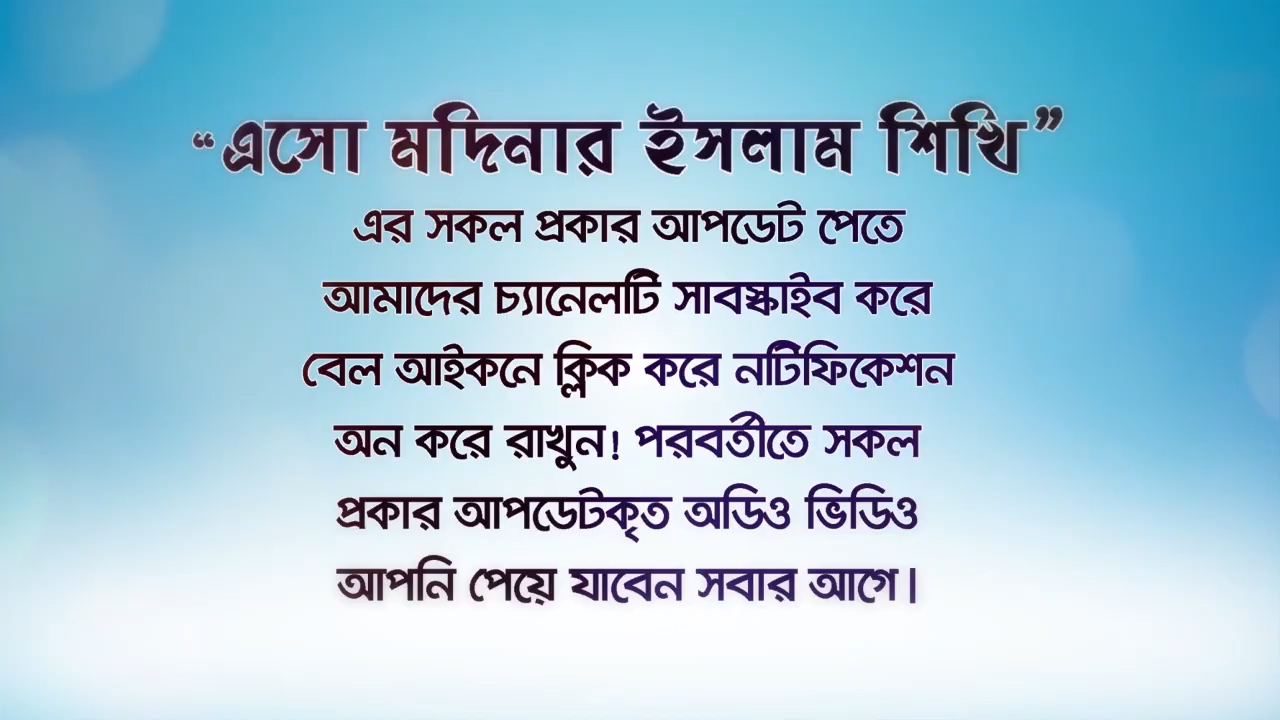 “এসো মদিনার ইসলাম শিখি”
এর সকল প্রকার আপডেট পেতে
আমাদের চ্যানেলটি সাবস্ক্রাইব করে
বেল আইকনে ক্লিক করে নটিফিকেশন
অন করে রাখুন! পরবর্তীতে সকল
প্রকার আপডেটকৃত অডিও ভিডিও
আপনি পেয়ে যাবেন সবার আগে।